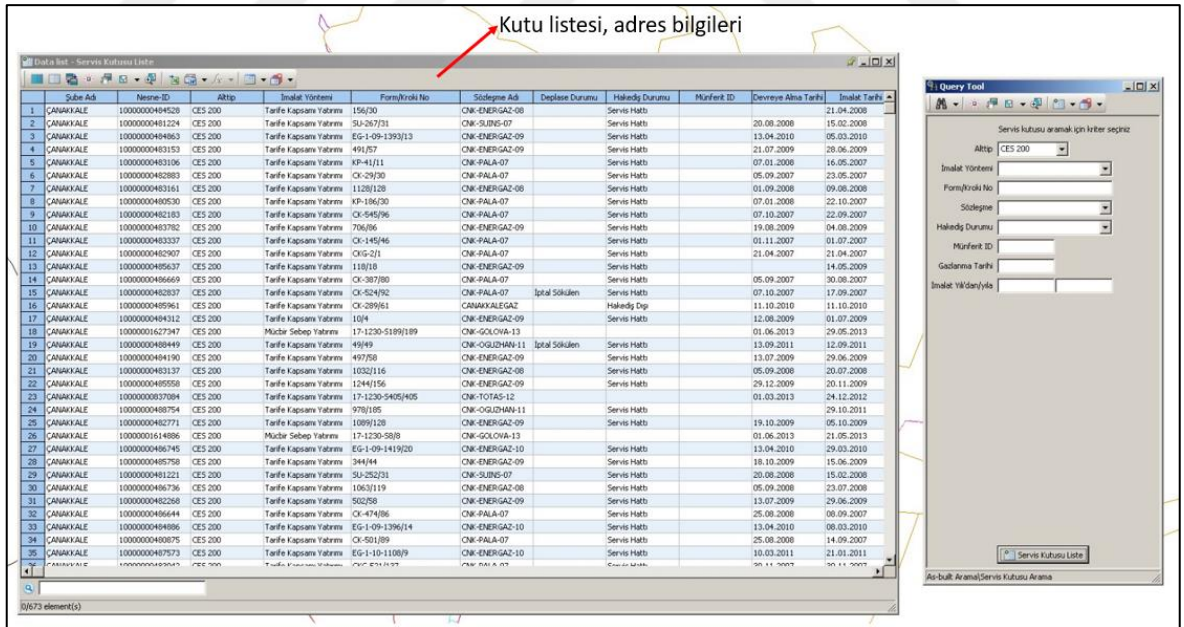 Kutu listesi, adres bilgileri
Data list - Servis Kutusu Liste
Şube Adı Nesne-ID Alttip İmalat Yöntemi Form/Kroki No Sözleşme Adı Deplase Durumu Hakediş Durumu Münferit ID Devreye Alma Tarihi İmalat Tarihi
1 ÇANAKKALE 10000000484528 CES 200 Tarife Kapsamı Yatırımı 156/30 CNK-ENERGAZ-08 Servis Hattı 21.04.2008
2 ÇANAKKALE 10000000481224 CES 200 Tarife Kapsamı Yatırımı SU-267/31 CNK-SUINS-07 20.08.2008 15.02.2008
3 ÇANAKKALE 10000000484863 CES 200 Tarife Kapsamı Yatırımı EG-1-09-1393/13 CNK-ENERGAZ-09 Servis Hattı 13.04.2010 05.03.2010
4 ÇANAKKALE 10000000483153 CES 200 Tarife Kapsamı Yatırımı 491/57 CNK-ENERGAZ-09 Servis Hattı 21.07.2009 28.06.2009
5 ÇANAKKALE 10000000483106 CES 200 Tarife Kapsamı Yatırımı KP-41/11 CNK-PALA-07 Servis Hattı 07.01.2008 16.05.2007
6 ÇANAKKALE 10000000482883 CES 200 Tarife Kapsamı Yatırımı CK-29/30 CNK-PALA-07 Servis Hattı 05.09.2007 23.05.2007
7 ÇANAKKALE 10000000483161 CES 200 Tarife Kapsamı Yatırımı 1128/128 CNK-ENERGAZ-08 Servis Hattı 01.09.2008 09.08.2008
8 ÇANAKKALE 10000000480530 CES 200 Tarife Kapsamı Yatırımı KP-186/30 CNK-PALA-07 Servis Hattı 07.01.2008 22.10.2007
9 ÇANAKKALE 10000000482183 CES 200 Tarife Kapsamı Yatırımı CK-545/96 CNK-PALA-07 Servis Hattı 07.10.2007 22.09.2007
10 ÇANAKKALE 10000000483782 CES 200 Tarife Kapsamı Yatırımı 706/86 CNK-ENERGAZ-09 Servis Hattı 19.08.2009 04.08.2009
11 ÇANAKKALE 10000000483337 CES 200 Tarife Kapsamı Yatırımı CK-145/46 CNK-PALA-07 Servis Hattı 01.11.2007 01.07.2007
12 ÇANAKKALE 10000000482907 CES 200 Tarife Kapsamı Yatırımı CKG-2/1 CNK-PALA-07 Servis Hattı 21.04.2007 21.04.2007
13 ÇANAKKALE 10000000485637 CES 200 Tarife Kapsamı Yatırımı 118/18 CNK-ENERGAZ-09 Servis Hattı 14.05.2009
14 ÇANAKKALE 10000000486669 CES 200 Tarife Kapsamı Yatırımı CK-387/80 CNK-PALA-07 Servis Hattı 05.09.2007 30.08.2007
15 ÇANAKKALE 10000000482837 CES 200 Tarife Kapsamı Yatırımı CK-524/92 CNK-PALA-07 İptal Sökülen Servis Hattı 07.10.2007 17.09.2007
16 ÇANAKKALE 10000000485961 CES 200 Tarife Kapsamı Yatırımı CK-289/61 CANAKKALEGAZ Hakediş Dışı 11.10.2010 11.10.2010
17 ÇANAKKALE 10000000484312 CES 200 Tarife Kapsamı Yatırımı 10/4 CNK-ENERGAZ-09 Servis Hattı 12.08.2009 01.07.2009
18 ÇANAKKALE 10000001627347 CES 200 Mücbir Sebep Yatırımı 17-1230-S189/189 CNK-GOLOVA-13 01.06.2013 29.05.2013
19 ÇANAKKALE 10000000488449 CES 200 Tarife Kapsamı Yatırımı 49/49 CNK-OGUZHAN-11 İptal Sökülen Servis Hattı 13.09.2011 12.09.2011
20 ÇANAKKALE 10000000484190 CES 200 Tarife Kapsamı Yatırımı 497/58 CNK-ENERGAZ-09 Servis Hattı 13.07.2009 29.06.2009
21 ÇANAKKALE 10000000483137 CES 200 Tarife Kapsamı Yatırımı 1032/116 CNK-ENERGAZ-08 Servis Hattı 05.09.2008 20.07.2008
22 ÇANAKKALE 10000000485558 CES 200 Tarife Kapsamı Yatırımı 1244/156 CNK-ENERGAZ-09 Servis Hattı 29.12.2009 20.11.2009
23 ÇANAKKALE 10000000837084 CES 200 Tarife Kapsamı Yatırımı 17-1230-S405/405 CNK-TOTAS-12 01.03.2013 24.12.2012
24 ÇANAKKALE 10000000488754 CES 200 Tarife Kapsamı Yatırımı 978/185 CNK-OGUZHAN-11 Servis Hattı 29.10.2011
25 ÇANAKKALE 10000000482771 CES 200 Tarife Kapsamı Yatırımı 1089/128 CNK-ENERGAZ-09 Servis Hattı 19.10.2009 05.10.2009
26 ÇANAKKALE 10000001614886 CES 200 Mücbir Sebep Yatırımı 17-1230-S8/8 CNK-GOLOVA-13 01.06.2013 21.05.2013
27 ÇANAKKALE 10000000486745 CES 200 Tarife Kapsamı Yatırımı EG-1-09-1419/20 CNK-ENERGAZ-10 Servis Hattı 13.04.2010 29.03.2010
28 ÇANAKKALE 10000000485758 CES 200 Tarife Kapsamı Yatırımı 344/44 CNK-ENERGAZ-09 Servis Hattı 18.10.2009 15.06.2009
29 ÇANAKKALE 10000000481221 CES 200 Tarife Kapsamı Yatırımı SU-252/31 CNK-SUINS-07 Servis Hattı 20.08.2008 15.02.2008
30 ÇANAKKALE 10000000486736 CES 200 Tarife Kapsamı Yatırımı 1063/119 CNK-ENERGAZ-08 Servis Hattı 05.09.2008 23.07.2008
31 ÇANAKKALE 10000000482268 CES 200 Tarife Kapsamı Yatırımı 502/58 CNK-ENERGAZ-09 Servis Hattı 13.07.2009 29.06.2009
32 ÇANAKKALE 10000000486644 CES 200 Tarife Kapsamı Yatırımı CK-474/86 CNK-PALA-07 Servis Hattı 25.08.2008 08.09.2007
33 ÇANAKKALE 10000000484886 CES 200 Tarife Kapsamı Yatırımı EG-1-09-1396/14 CNK-ENERGAZ-10 Servis Hattı 13.04.2010 08.03.2010
34 ÇANAKKALE 10000000480875 CES 200 Tarife Kapsamı Yatırımı CK-501/89 CNK-PALA-07 Servis Hattı 25.08.2008 14.09.2007
35 ÇANAKKALE 10000000487573 CES 200 Tarife Kapsamı Yatırımı EG-1-10-1108/9 CNK-ENERGAZ-10 Servis Hattı 10.03.2011 21.01.2011
0/673 element(s)
Query Tool
Servis kutusu aramak için kriter seçiniz
Alttip CES 200
İmalat Yöntemi
Form/Kroki No
Sözleşme
Hakediş Durumu
Münferit ID
Gazlanma Tarihi
İmalat Yılı'dan/yıla
Servis Kutusu Liste
As-built Arama\Servis Kutusu Arama